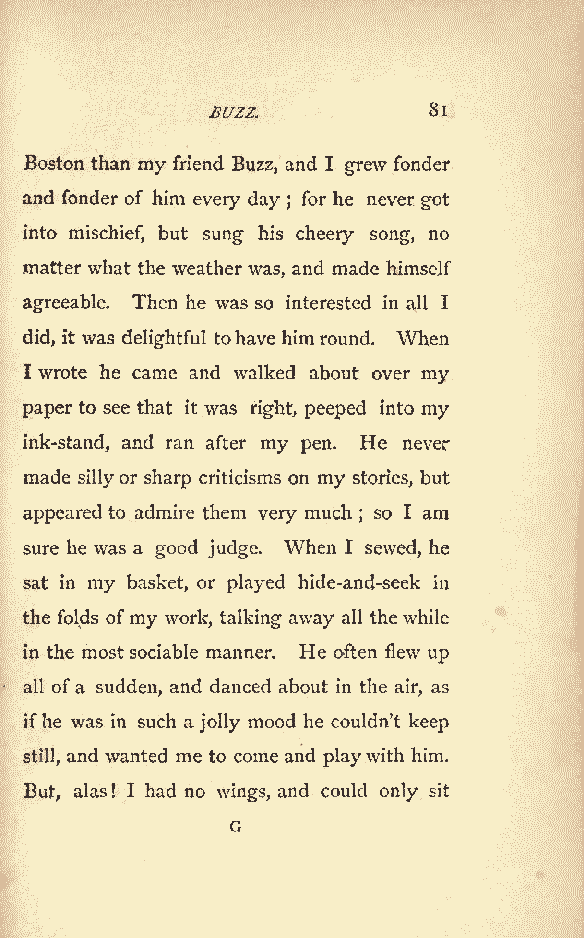 BUZZ. 81
Boston than my friend Buzz, and I grew fonder
and fonder of him every day ; for he never got
into mischief, but sung his cheery song, no
matter what the weather was, and made himself
agreeable. Then he was so interested in all I
did, it was delightful to have him round. When
I wrote he came and walked about over my
paper to see that it was right, peeped into my
ink-stand, and ran after my pen. He never
made silly or sharp criticisms on my stories, but
appeared to admire them very much ; so I am
sure he was a good judge. When I sewed, he
sat in my basket, or played hide-and-seek in
the folds of my work, talking away all the while
in the most sociable manner. He often flew up
all of a sudden, and danced about in the air, as
if he was in such a jolly mood he couldn't keep
still, and wanted me to come and play with him.
But, alas! I had no wings, and could only sit
G